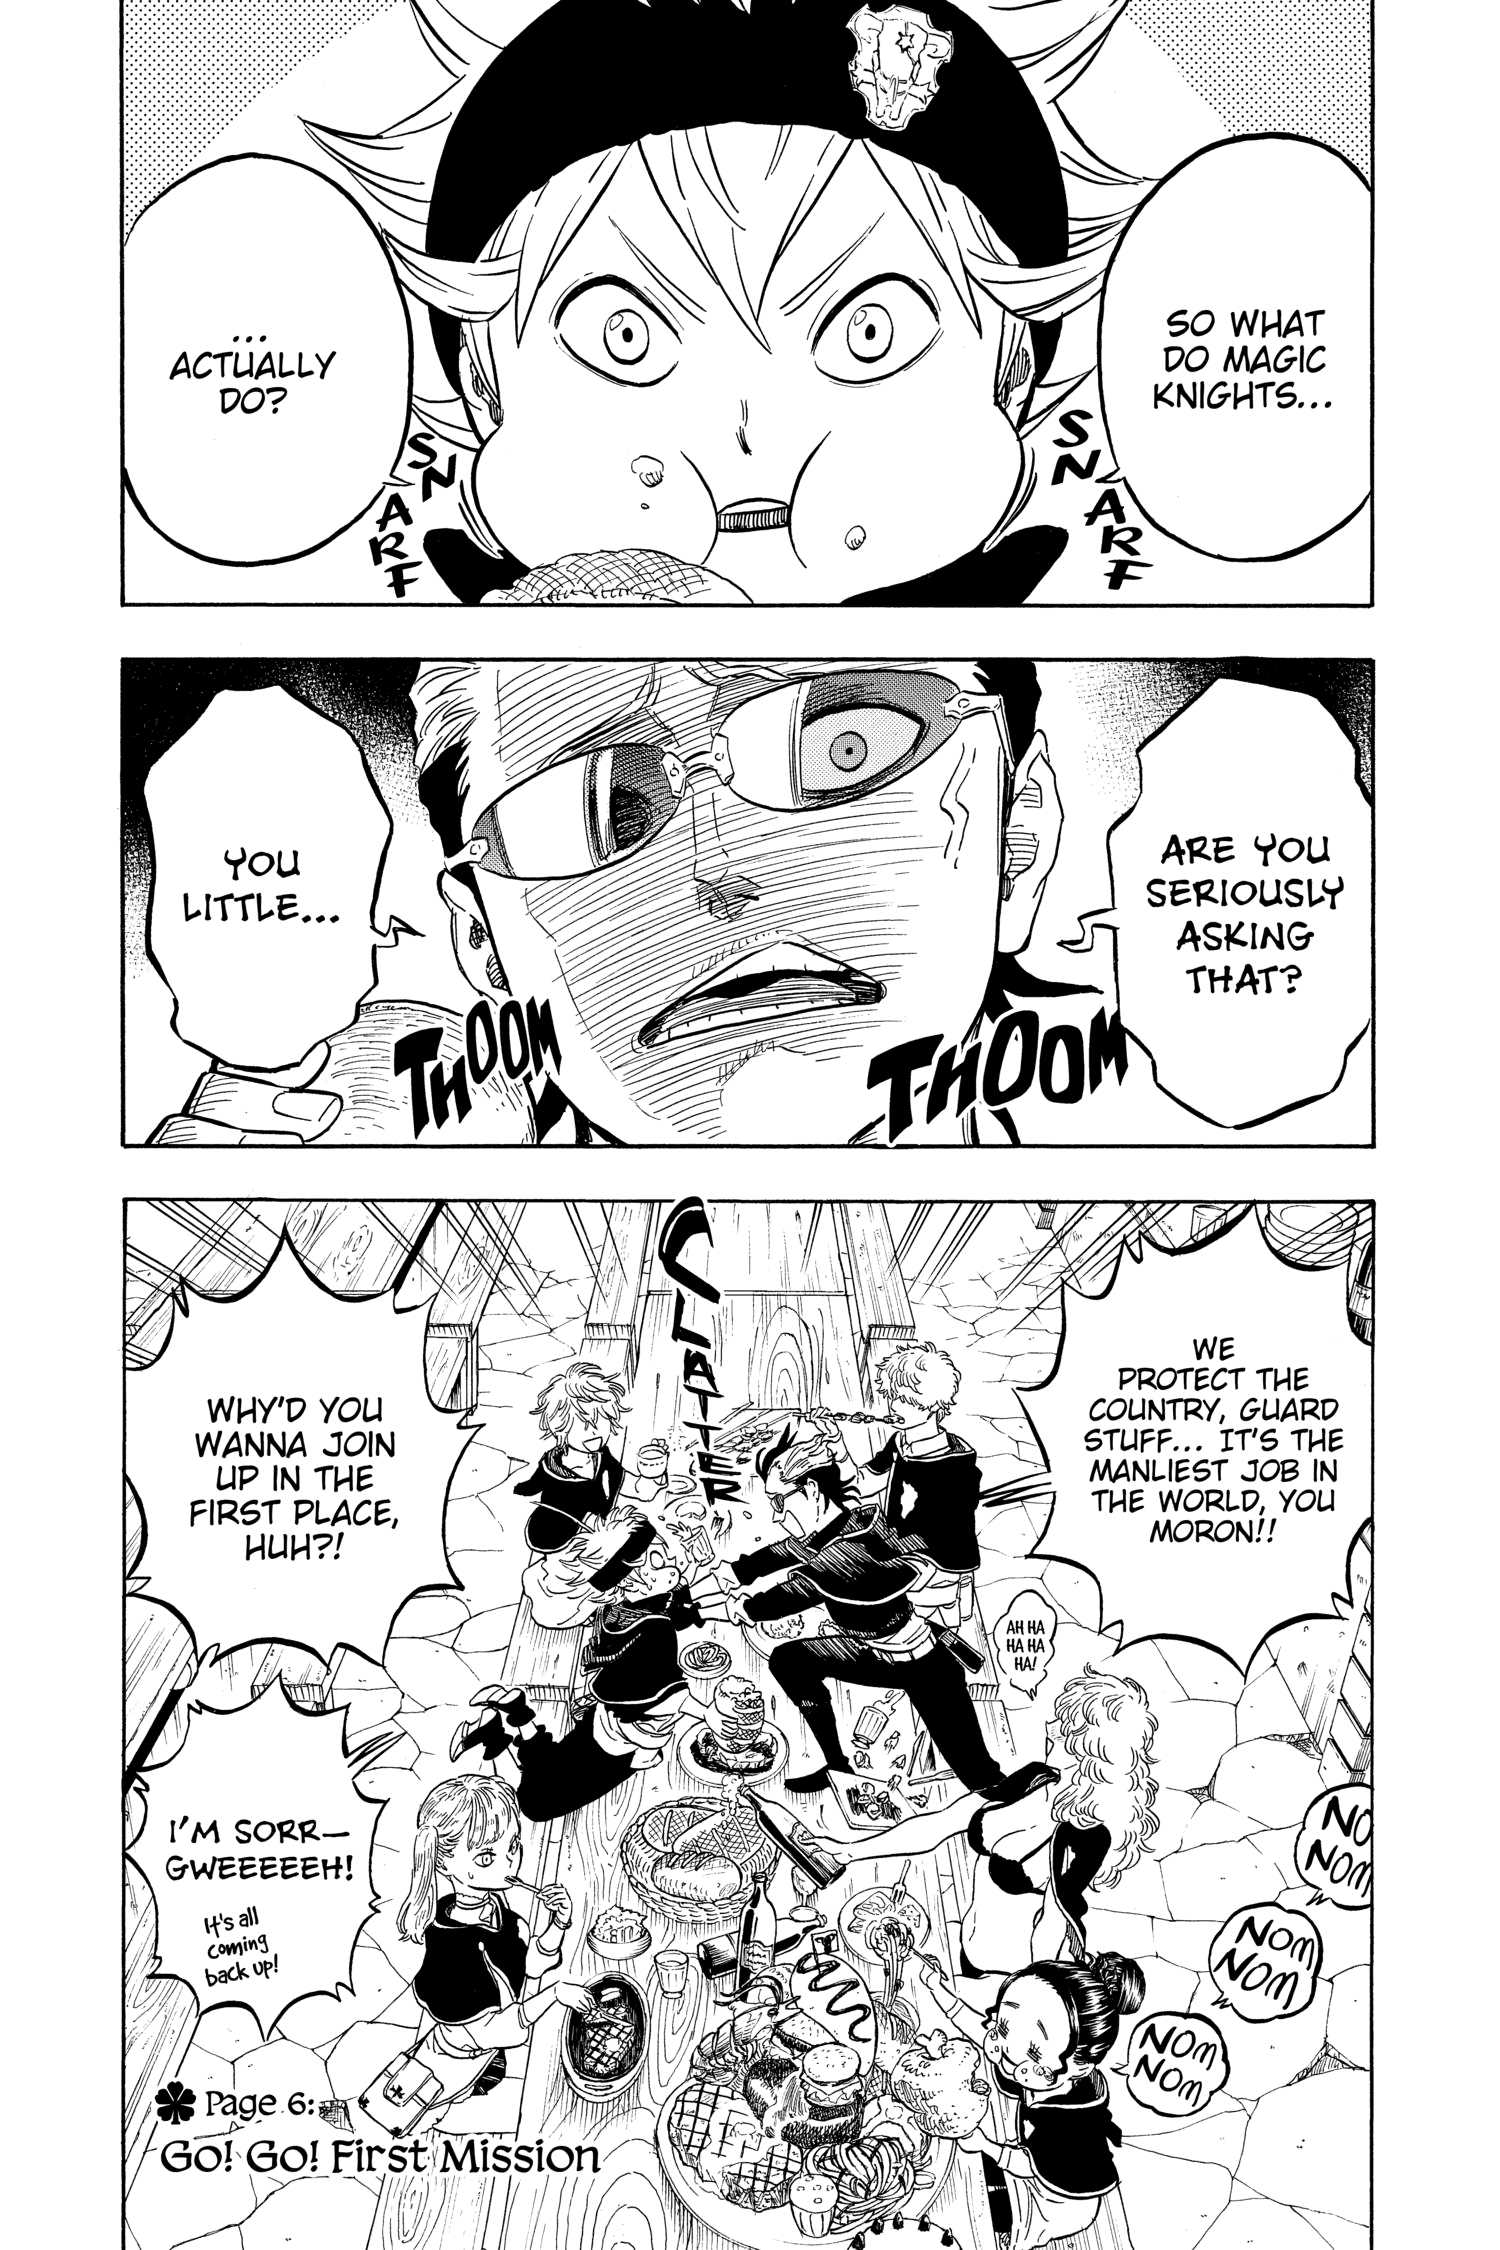 SO WHAT
DO MAGIC
KNIGHTS...
SNARF
...
ACTUALLY
DO?
SNARF
ARE YOU
SERIOUSLY
ASKING
THAT?
THOOM
YOU
LITTLE...
THOOM
WE
PROTECT THE
COUNTRY, GUARD
STUFF... IT'S THE
MANLIEST JOB IN
THE WORLD, YOU
MORON!!
CLATTER
WHY'D YOU
WANNA JOIN
UP IN THE
FIRST PLACE,
HUH?!
AH HA
HA HA
HA!
I'M SORR—
GWEEEEEH!
It's all
coming
back up!
NOM
NOM
NOM
NOM
NOM
NOM
Page 6:
Go! Go! First Mission